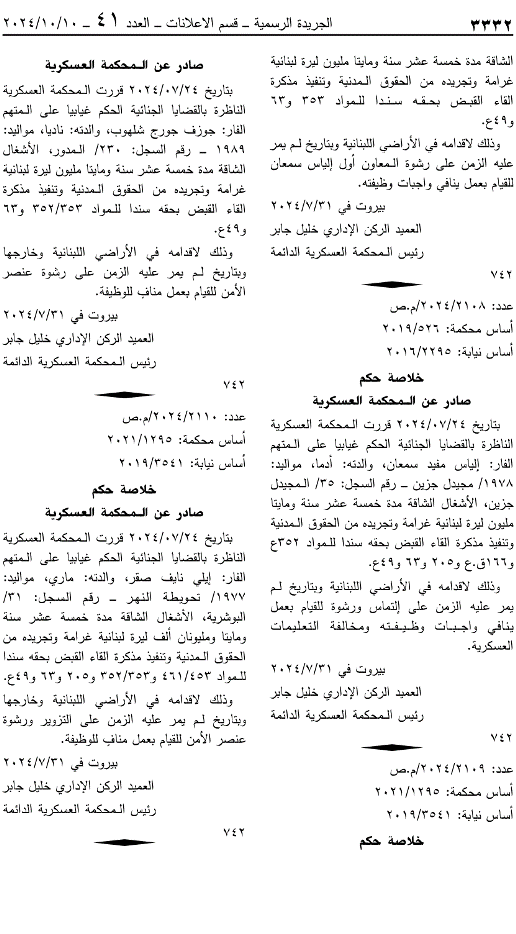 ٣٣٣٢
الجريدة الرسمية ــ قسم الاعلانات ــ العدد ٤١ ــ ٢٠٢٤/١٠/١٠
الشاقة مدة خمسة عشر سنة ومايتا مليون ليرة لبنانية
غرامة وتجريده من الحقوق المدنية وتنفيذ مذكرة
القاء القبض بحقه سندا للمواد ٣٥٣ و٦٣
و٤٩ع.
وذلك لاقدامه في الأراضي اللبنانية وبتاريخ لم يمر
عليه الزمن على رشوة المعاون أول إلياس سمعان
للقيام بعمل ينافي واجبات وظيفته.
بيروت في ٢٠٢٤/٧/٣١
العميد الركن الإداري خليل جابر
رئيس المحكمة العسكرية الدائمة
٧٤٢
عدد: ٢٠٢٤/٢١٠٨/م.ص
أساس محكمة: ٢٠١٩/٥٢٦
أساس نيابة: ٢٠١٦/٢٢٩٥
خلاصة حكم
صادر عن المحكمة العسكرية
بتاريخ ٢٠٢٤/٠٧/٢٤ قررت المحكمة العسكرية
الناظرة بالقضايا الجنائية الحكم غيابيا على المتهم
الفار: إلياس مفيد سمعان، والدته: أدما، مواليد:
١٩٧٨/ مجيدل جزين ــ رقم السجل: ٣٥/ المجيدل
جزين، الأشغال الشاقة مدة خمسة عشر سنة ومايتا
مليون ليرة لبنانية غرامة وتجريده من الحقوق المدنية
وتنفيذ مذكرة القاء القبض بحقه سندا للمواد ٣٥٢ع
و١٦٦ق.ع و٢٠٥ و٦٣ و٤٩ع.
وذلك لاقدامه في الأراضي اللبنانية وبتاريخ لم
يمر عليه الزمن على إلتماس ورشوة للقيام بعمل
ينافي واجبات وظيفته ومخالفة التعليمات
العسكرية.
بيروت في ٢٠٢٤/٧/٣١
العميد الركن الإداري خليل جابر
رئيس المحكمة العسكرية الدائمة
٧٤٢
عدد: ٢٠٢٤/٢١٠٩/م.ص
أساس محكمة: ٢٠٢١/١٢٩٥
أساس نيابة: ٢٠١٩/٣٥٤١
خلاصة حكم
صادر عن المحكمة العسكرية
بتاريخ ٢٠٢٤/٠٧/٢٤ قررت المحكمة العسكرية
الناظرة بالقضايا الجنائية الحكم غيابيا على المتهم
الفار: جوزف جورج شلهوب، والدته: ناديا، مواليد:
١٩٨٩ ــ رقم السجل: ٢٣٠/ المدور، الأشغال
الشاقة مدة خمسة عشر سنة ومايتا مليون ليرة لبنانية
غرامة وتجريده من الحقوق المدنية وتنفيذ مذكرة
القاء القبض بحقه سندا للمواد ٣٥٢/٣٥٣ و٦٣
و٤٩ع.
وذلك لاقدامه في الأراضي اللبنانية وخارجها
وبتاريخ لم يمر عليه الزمن على رشوة عنصر
الأمن للقيام بعمل منافٍ للوظيفة.
بيروت في ٢٠٢٤/٧/٣١
العميد الركن الإداري خليل جابر
رئيس المحكمة العسكرية الدائمة
٧٤٢
عدد: ٢٠٢٤/٢١١٠/م.ص
أساس محكمة: ٢٠٢١/١٢٩٥
أساس نيابة: ٢٠١٩/٣٥٤١
خلاصة حكم
صادر عن المحكمة العسكرية
بتاريخ ٢٠٢٤/٠٧/٢٤ قررت المحكمة العسكرية
الناظرة بالقضايا الجنائية الحكم غيابيا على المتهم
الفار: إيلي نايف صقر، والدته: ماري، مواليد:
١٩٧٧/ تحويطة النهر ــ رقم السجل: ٣١/
البوشرية، الأشغال الشاقة مدة خمسة عشر سنة
ومايتا ومليونان ألف ليرة لبنانية غرامة وتجريده من
الحقوق المدنية وتنفيذ مذكرة القاء القبض بحقه سندا
للمواد ٤٦١/٤٥٣ و٣٥٢/٣٥٣ و٢٠٥ و٦٣ و٤٩ع.
وذلك لاقدامه في الأراضي اللبنانية وخارجها
وبتاريخ لم يمر عليه الزمن على التزوير ورشوة
عنصر الأمن للقيام بعمل منافٍ للوظيفة.
بيروت في ٢٠٢٤/٧/٣١
العميد الركن الإداري خليل جابر
رئيس المحكمة العسكرية الدائمة
٧٤٢